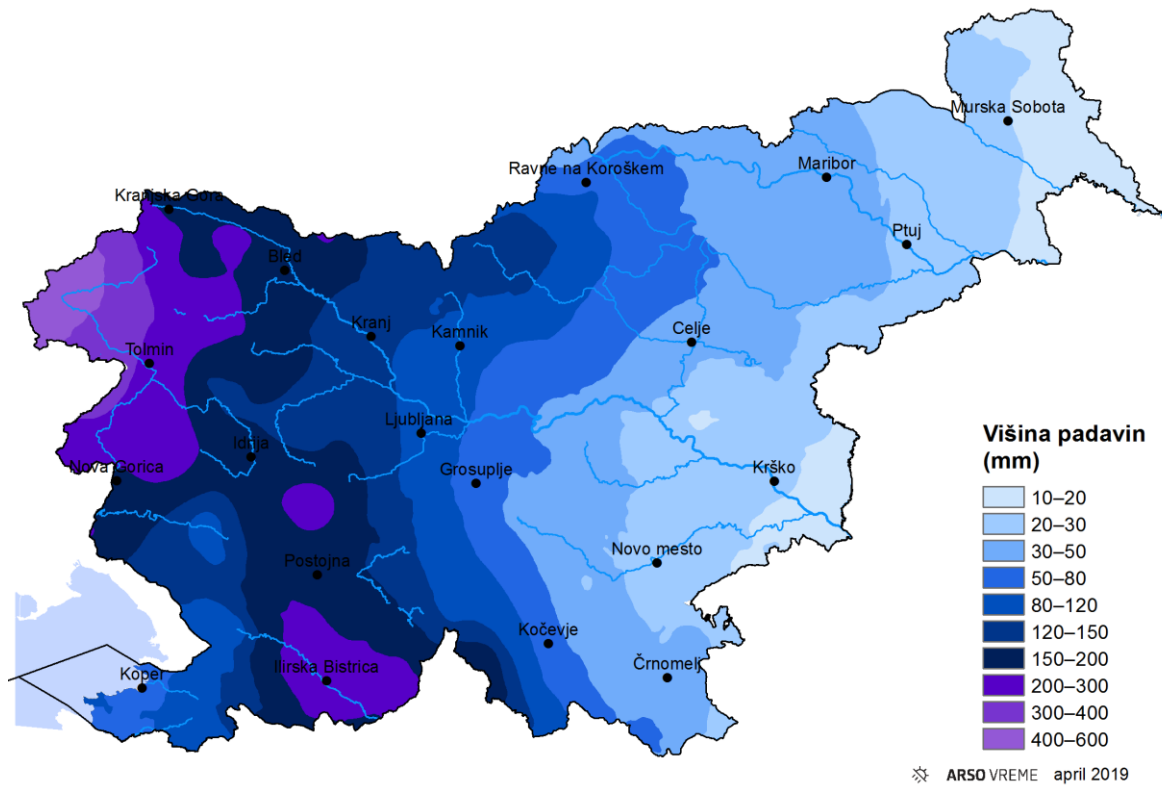 Murska Sobota
Ravne na Koroškem
Maribor
Kranjska Gora
Ptuj
Bled
Kranj
Kamnik
Celje
Tolmin
Ljubljana
Idrija
Nova Gorica
Grosuplje
Krško
Novo mesto
Postojna
Kočevje
Ilirska Bistrica
Črnomelj
Koper
Višina padavin
(mm)
10–20
20–30
30–50
50–80
80–120
120–150
150–200
200–300
300–400
400–600
ARSO VREME april 2019